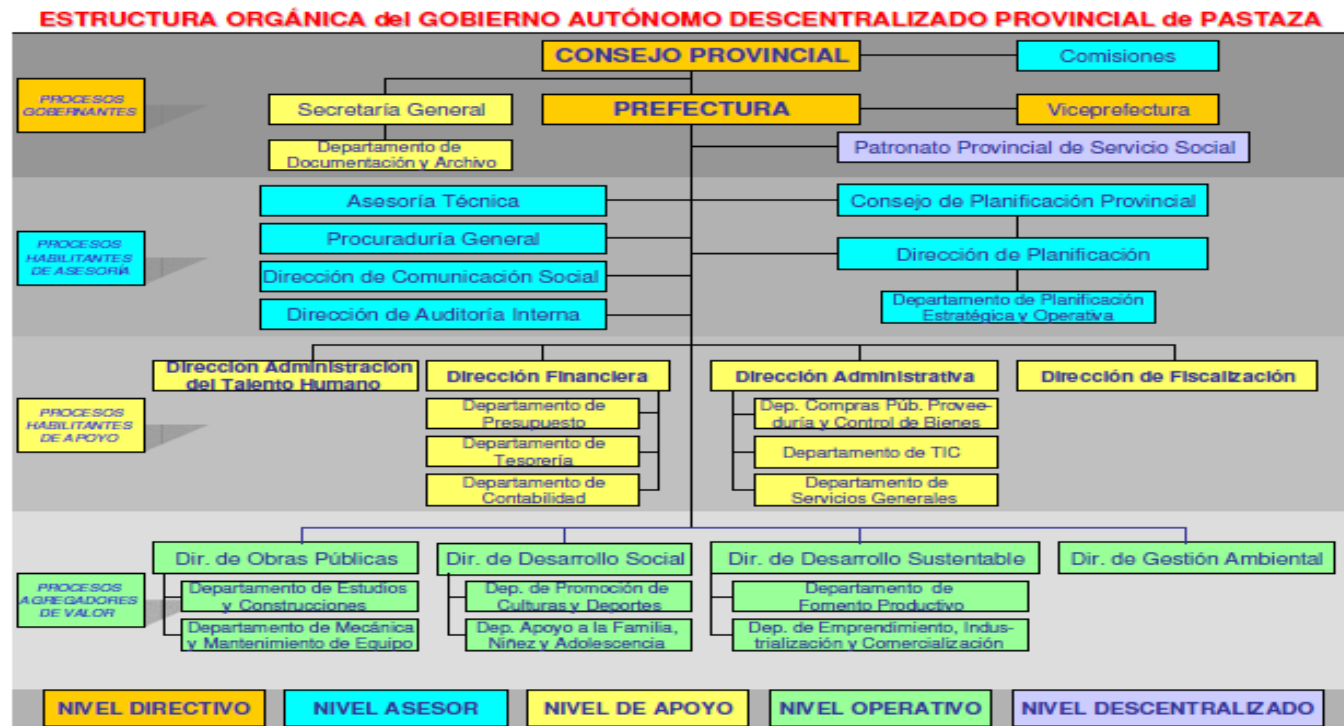 ESTRUCTURA ORGÁNICA del GOBIERNO AUTÓNOMO DESCENTRALIZADO PROVINCIAL de PASTAZA
CONSEJO PROVINCIAL
Comisiones
PROCESOS
GOBERNANTES
Secretaría General
PREFECTURA
Viceprefectura
Departamento de
Documentación y Archivo
Patronato Provincial de Servicio Social
PROCESOS
HABILITANTES
DE ASESORÍA
Asesoría Técnica
Consejo de Planificación Provincial
Procuraduría General
Dirección de Planificación
Dirección de Comunicación Social
Dirección de Auditoría Interna
Departamento de Planificación
Estratégica y Operativa
PROCESOS
HABILITANTES
DE APOYO
Dirección Administración
del Talento Humano
Dirección Financiera
Dirección Administrativa
Dirección de Fiscalización
Departamento de
Presupuesto
Dep. Compras Púb. Provee-
duría y Control de Bienes
Departamento de
Tesorería
Departamento de TIC
Departamento de
Contabilidad
Departamento de
Servicios Generales
PROCESOS
AGREGADORES
DE VALOR
Dir. de Obras Públicas
Dir. de Desarrollo Social
Dir. de Desarrollo Sustentable
Dir. de Gestión Ambiental
Departamento de Estudios
y Construcciones
Dep. de Promoción de
Culturas y Deportes
Departamento de
Fomento Productivo
Departamento de Mecánica
y Mantenimiento de Equipo
Dep. Apoyo a la Familia,
Niñez y Adolescencia
Dep. de Emprendimiento, Indus-
trialización y Comercialización
NIVEL DIRECTIVO
NIVEL ASESOR
NIVEL DE APOYO
NIVEL OPERATIVO
NIVEL DESCENTRALIZADO